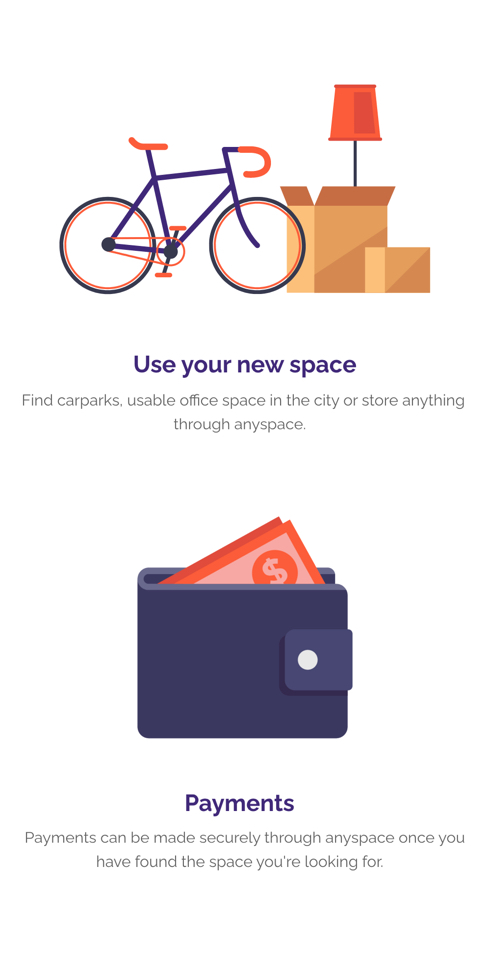 Use your new space
Find carparks, usable office space in the city or store anything
through anyspace.
$
Payments
Payments can be made securely through anyspace once you
have found the space you're looking for.